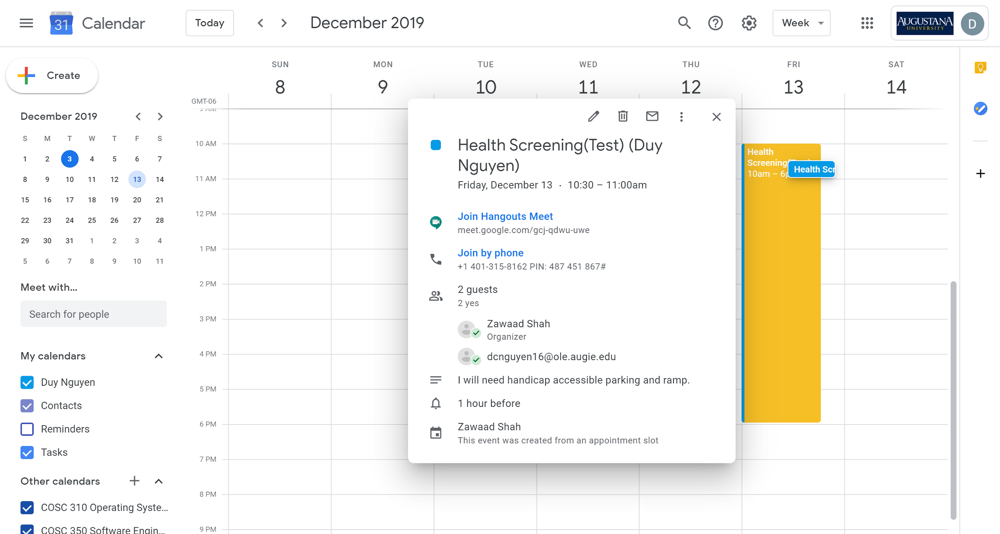 31 Calendar
Today
December 2019
Week
AUGUSTANA
UNIVERSITY
D
Create
December 2019
S M T W T F S
1 2 3 4 5 6 7
8 9 10 11 12 13 14
15 16 17 18 19 20 21
22 23 24 25 26 27 28
29 30 31 1 2 3 4
5 6 7 8 9 10 11
Meet with...
Search for people
My calendars
Duy Nguyen
Contacts
Reminders
Tasks
Other calendars
COSC 310 Operating Syste...
COSC 350 Software Engin...
SUN MON TUE WED THU FRI SAT
8 9 10 11 12 13 14
GMT-06
9 AM
10 AM
11 AM
12 PM
1 PM
2 PM
3 PM
4 PM
5 PM
6 PM
7 PM
8 PM
9 PM
Health Screening(Test) (Duy
Nguyen)
Friday, December 13 · 10:30 – 11:00am
Join Hangouts Meet
meet.google.com/gcj-qdwu-uwe
Join by phone
+1 401-315-8162 PIN: 487 451 867#
2 guests
2 yes
Zawaad Shah
Organizer
dcnguyen16@ole.augie.edu
I will need handicap accessible parking and ramp.
1 hour before
Zawaad Shah
This event was created from an appointment slot
Health
Screening
10am – 6p
Health Scr